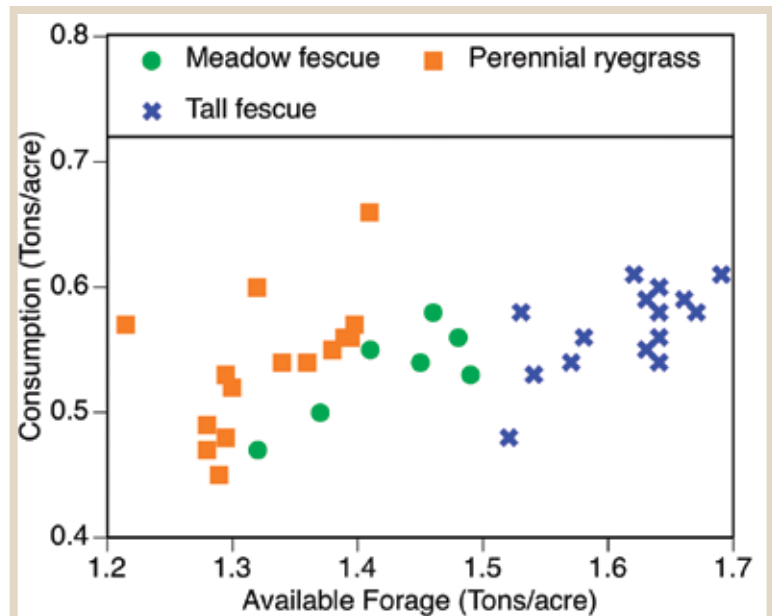 0.8
Meadow fescue
Perennial ryegrass
Tall fescue
0.7
0.6
0.5
0.4
Consumption (Tons/acre)
1.2 1.3 1.4 1.5 1.6 1.7
Available Forage (Tons/acre)